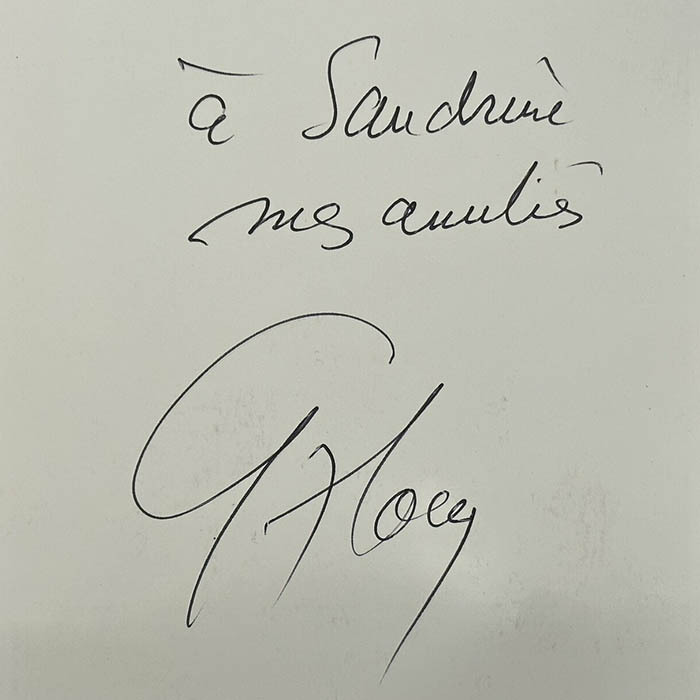 à Sandrine
mes amitiés